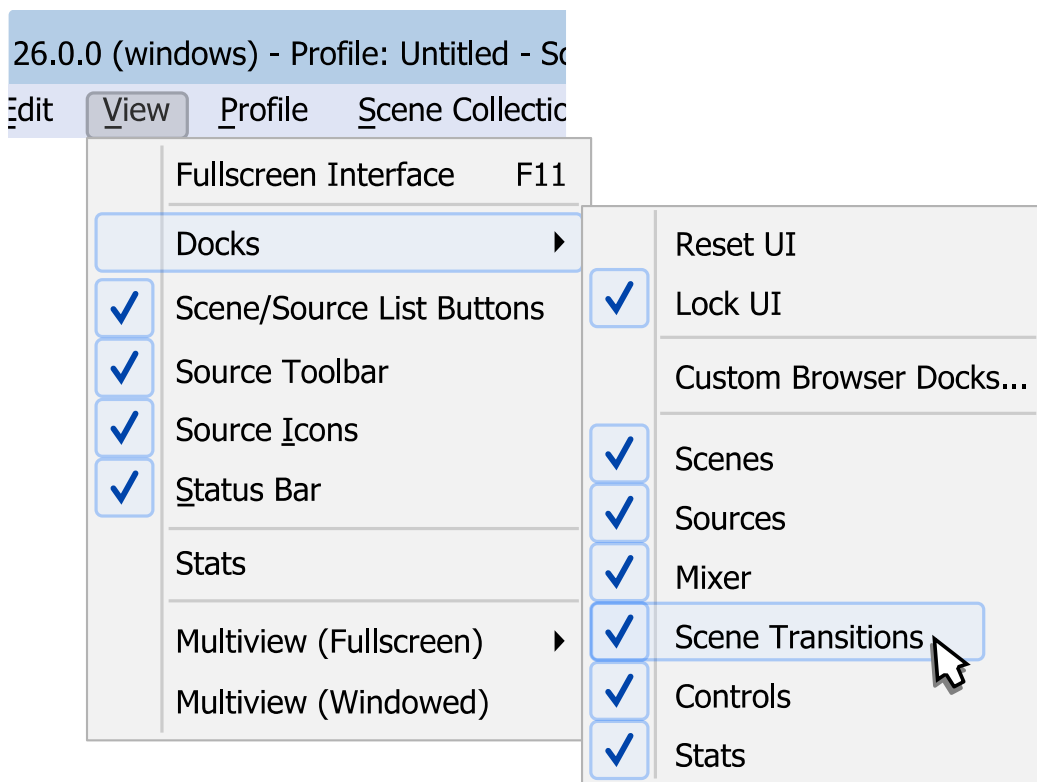 26.0.0 (windows) - Profile: Untitled - Sc
Edit View Profile Scene Collectio
Fullscreen Interface F11
Docks
Scene/Source List Buttons
Source Toolbar
Source Icons
Status Bar
Stats
Multiview (Fullscreen)
Multiview (Windowed)
Reset UI
Lock UI
Custom Browser Docks...
Scenes
Sources
Mixer
Scene Transitions
Controls
Stats